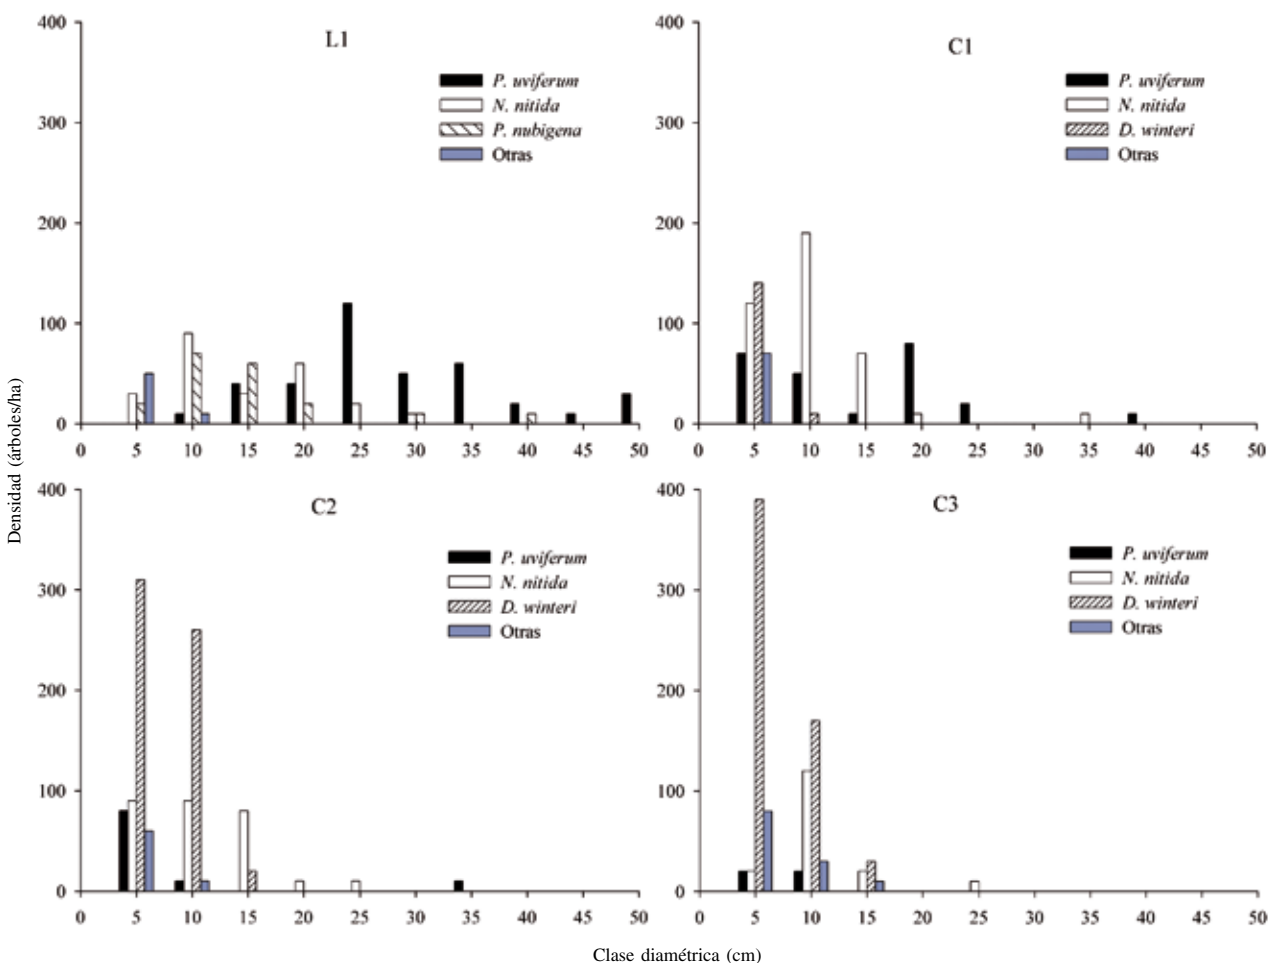 L1
P. uviferum
N. nitida
P. nubigena
Otras
400
300
200
100
0
0 5 10 15 20 25 30 35 40 45 50
C1
P. uviferum
N. nitida
D. winteri
Otras
400
300
200
100
0
0 5 10 15 20 25 30 35 40 45 50
Densidad (árboles/ha)
C2
P. uviferum
N. nitida
D. winteri
Otras
400
300
200
100
0
0 5 10 15 20 25 30 35 40 45 50
C3
P. uviferum
N. nitida
D. winteri
Otras
400
300
200
100
0
0 5 10 15 20 25 30 35 40 45 50
Clase diamétrica (cm)